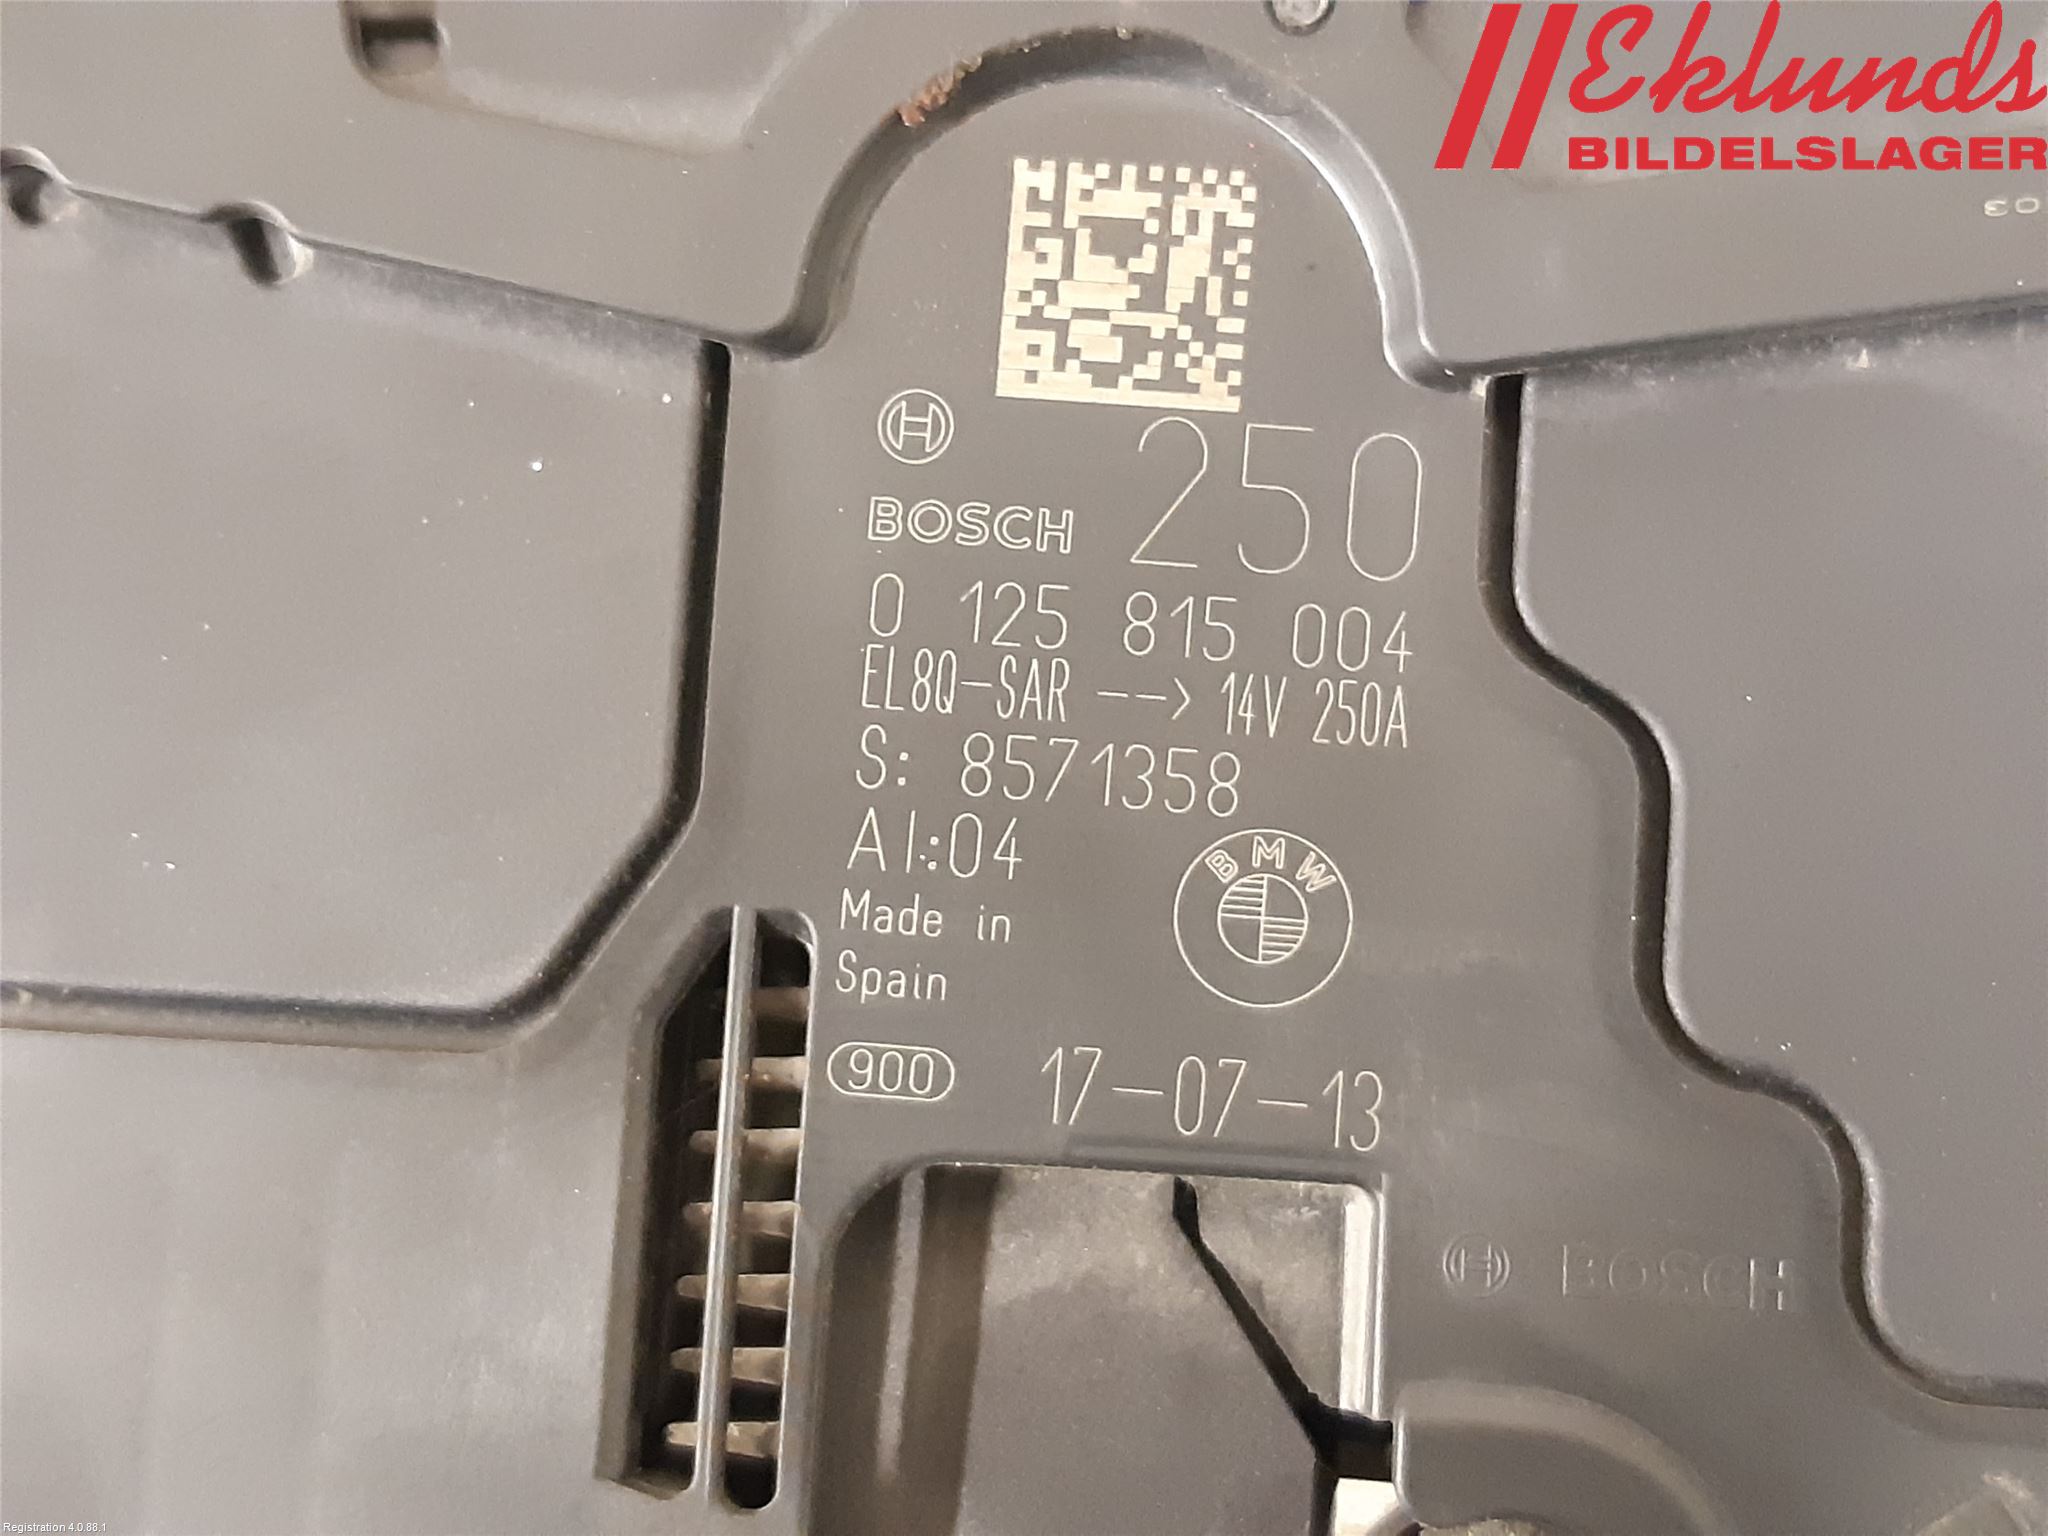 Eklunds
BILDELSLAGER
03
250
BOSCH
0 125 815 004
EL8Q-SAR --> 14V 250A
S: 8571358
AI:04
BMW
Made in
Spain
900 17-07-13
BOSCH
Registration 4.0.88.1